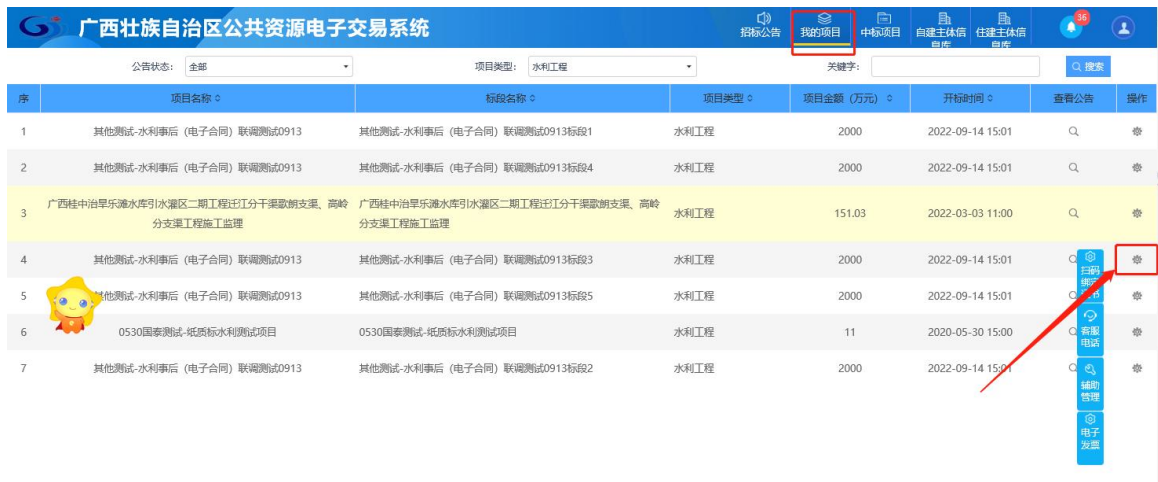 广西壮族自治区公共资源电子交易系统
招标公告 我的项目 中标项目 自建主体信息库 住建主体信息库 36
公告状态: 全部 项目类型: 水利工程 关键字: 搜索
序 项目名称 标段名称 项目类型 项目金额（万元） 开标时间 查看公告 操作
1 其他测试-水利事后（电子合同）联调测试0913 其他测试-水利事后（电子合同）联调测试0913标段1 水利工程 2000 2022-09-14 15:01
2 其他测试-水利事后（电子合同）联调测试0913 其他测试-水利事后（电子合同）联调测试0913标段4 水利工程 2000 2022-09-14 15:01
3 广西桂中治旱乐滩水库引水灌区二期工程迁江分干渠歌朗支渠、高岭 广西桂中治旱乐滩水库引水灌区二期工程迁江分干渠歌朗支渠、高岭 水利工程 151.03 2022-03-03 11:00
分支渠工程施工监理 分支渠工程施工监理
4 其他测试-水利事后（电子合同）联调测试0913 其他测试-水利事后（电子合同）联调测试0913标段3 水利工程 2000 2022-09-14 15:01
5 其他测试-水利事后（电子合同）联调测试0913 其他测试-水利事后（电子合同）联调测试0913标段5 水利工程 2000 2022-09-14 15:01
6 0530国泰测试-纸质标水利测试项目 0530国泰测试-纸质标水利测试项目 水利工程 11 2020-05-30 15:00
7 其他测试-水利事后（电子合同）联调测试0913 其他测试-水利事后（电子合同）联调测试0913标段2 水利工程 2000 2022-09-14 15:01
扫码
绑定
客服
电话
辅助
管理
电子
发票